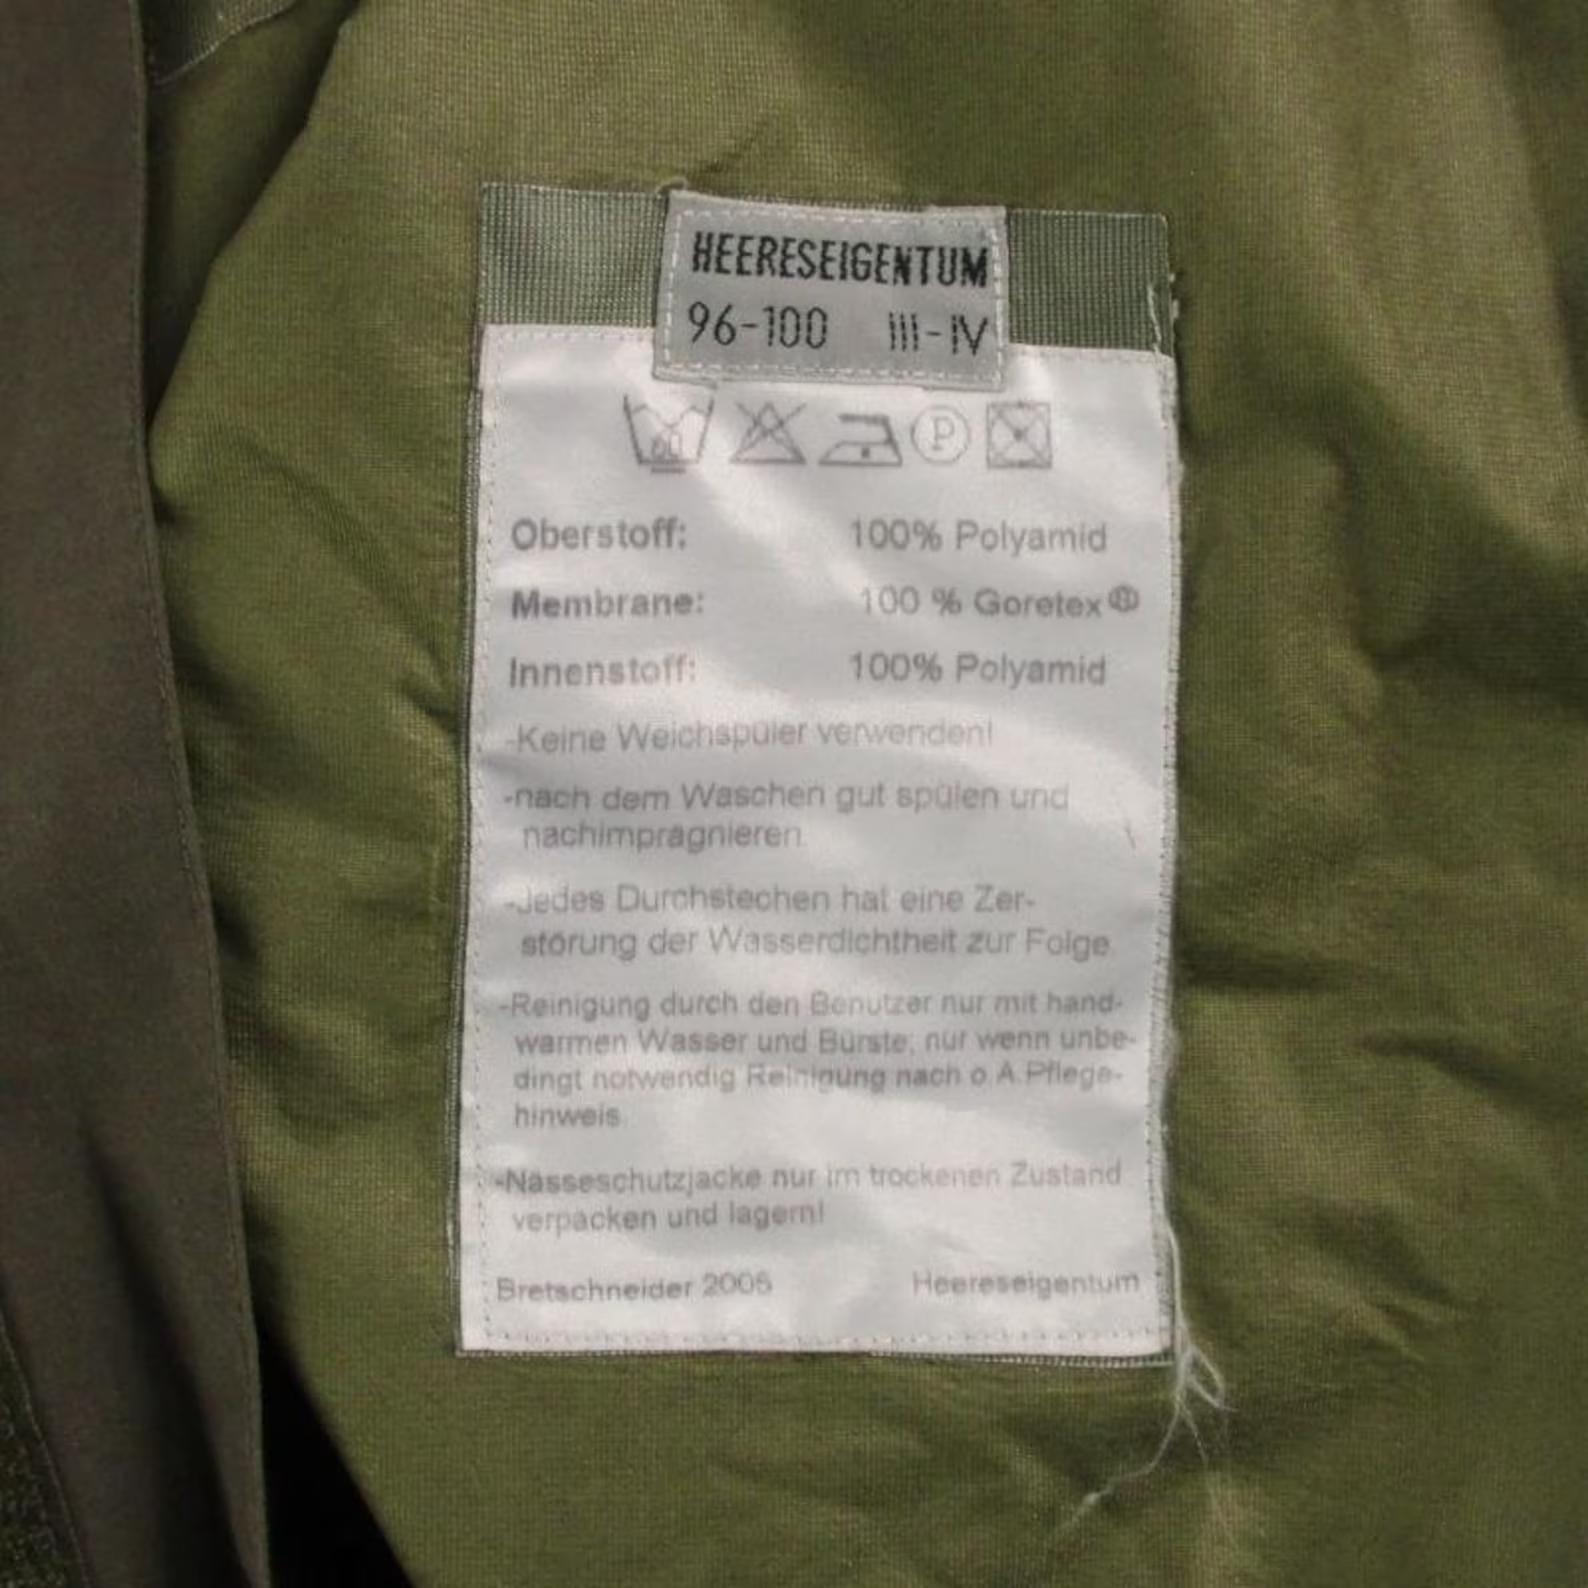 HEERESEIGENTUM
96-100 III-IV
P
Oberstoff: 100% Polyamid
Membrane: 100 % Goretex®
Innenstoff: 100% Polyamid
-Keine Weichspüler verwenden!
-nach dem Waschen gut spülen und
nachimprägnieren.
-Jedes Durchstechen hat eine Zer-
störung der Wasserdichtheit zur Folge.
-Reinigung durch den Benutzer nur mit hand-
warmen Wasser und Bürste; nur wenn unbe-
dingt notwendig Reinigung nach o.A.Pflege-
hinweis.
-Nässeschutzjacke nur im trockenen Zustand
verpacken und lagern!
Bretschneider Heereseigentum